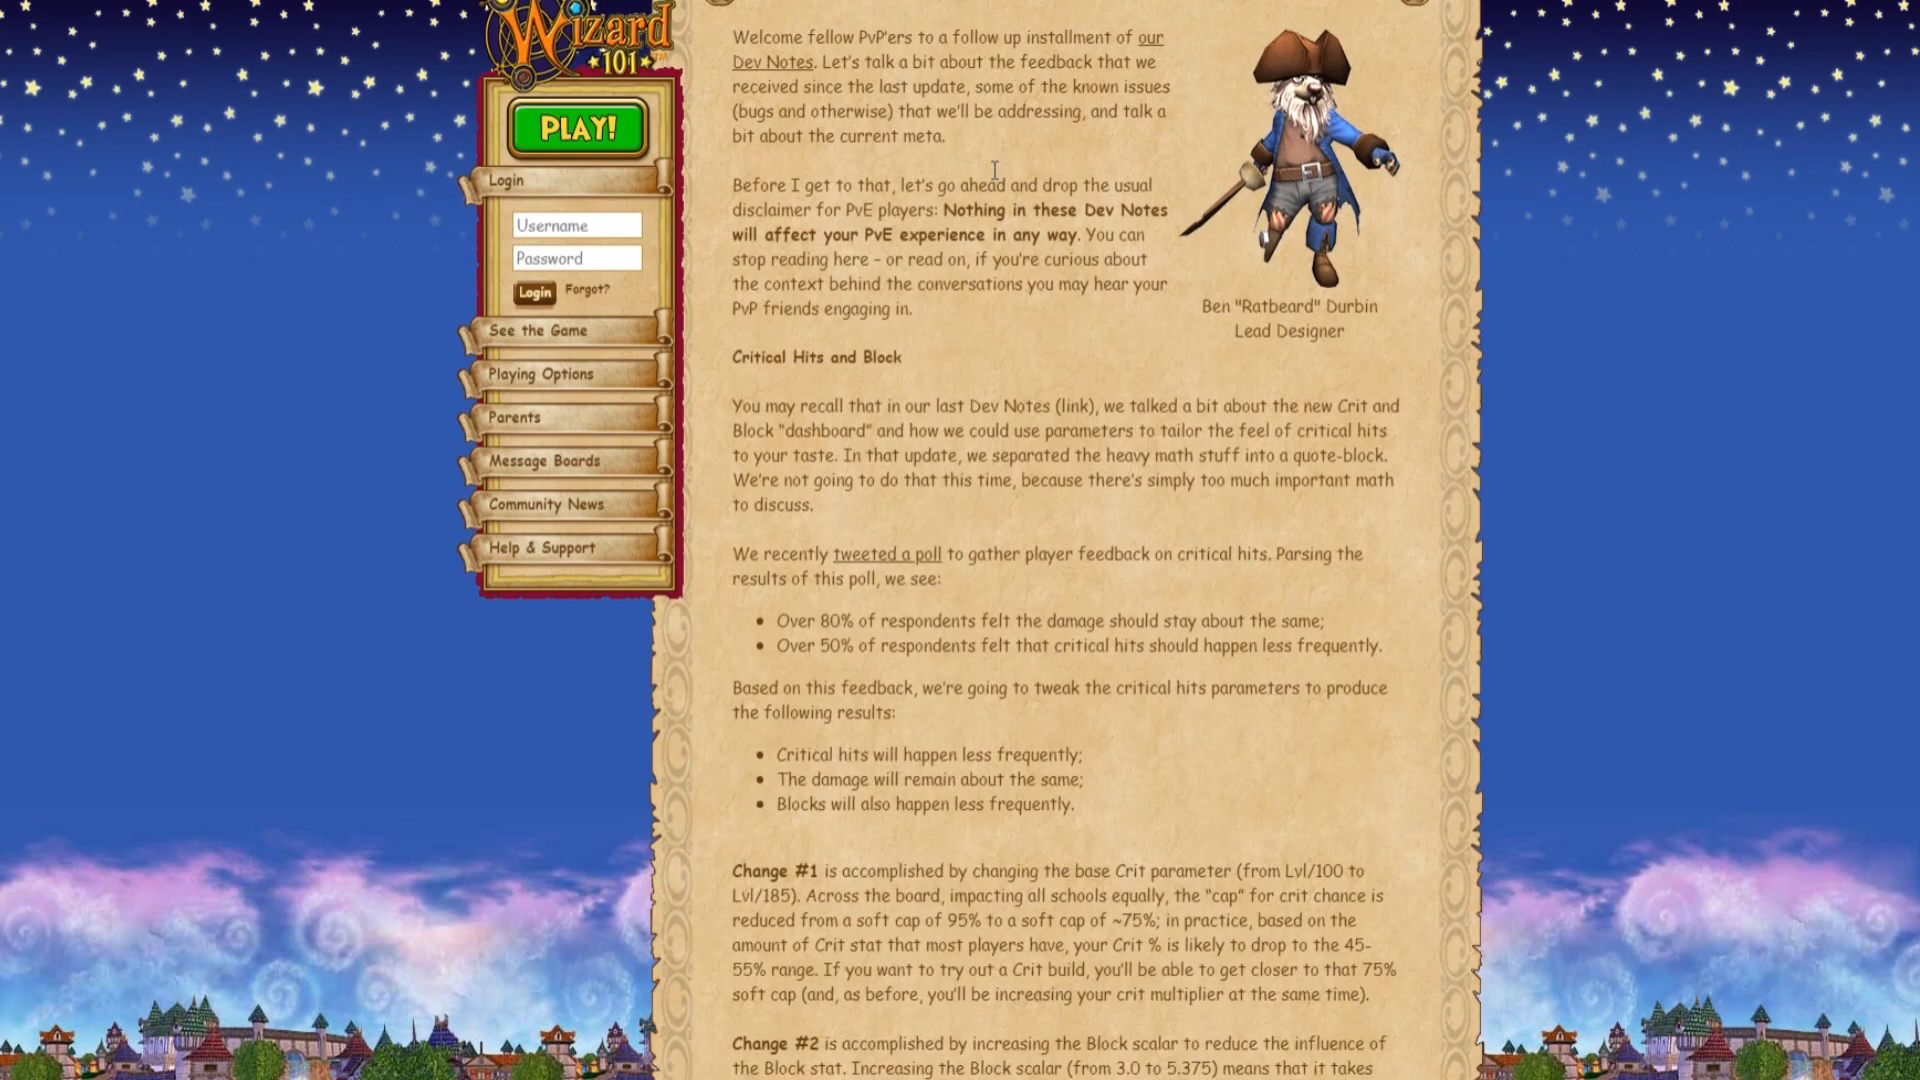 Wizard
101
PLAY!
Login
Username
Password
Login Forgot?
See the Game
Playing Options
Parents
Message Boards
Community News
Help & Support
Welcome fellow PvP'ers to a follow up installment of our
Dev Notes. Let's talk a bit about the feedback that we
received since the last update, some of the known issues
(bugs and otherwise) that we'll be addressing, and talk a
bit about the current meta.
Before I get to that, let's go ahead and drop the usual
disclaimer for PvE players: Nothing in these Dev Notes
will affect your PvE experience in any way. You can
stop reading here - or read on, if you're curious about
the context behind the conversations you may hear your
PvP friends engaging in.
Ben "Ratbeard" Durbin
Lead Designer
Critical Hits and Block
You may recall that in our last Dev Notes (link), we talked a bit about the new Crit and
Block “dashboard” and how we could use parameters to tailor the feel of critical hits
to your taste. In that update, we separated the heavy math stuff into a quote-block.
We're not going to do that this time, because there's simply too much important math
to discuss.
We recently tweeted a poll to gather player feedback on critical hits. Parsing the
results of this poll, we see:
• Over 80% of respondents felt the damage should stay about the same;
• Over 50% of respondents felt that critical hits should happen less frequently.
Based on this feedback, we're going to tweak the critical hits parameters to produce
the following results:
• Critical hits will happen less frequently;
• The damage will remain about the same;
• Blocks will also happen less frequently.
Change #1 is accomplished by changing the base Crit parameter (from Lvl/100 to
Lvl/185). Across the board, impacting all schools equally, the “cap” for crit chance is
reduced from a soft cap of 95% to a soft cap of ~75%; in practice, based on the
amount of Crit stat that most players have, your Crit % is likely to drop to the 45-
55% range. If you want to try out a Crit build, you'll be able to get closer to that 75%
soft cap (and, as before, you'll be increasing your crit multiplier at the same time).
Change #2 is accomplished by increasing the Block scalar to reduce the influence of
the Block stat. Increasing the Block scalar (from 3.0 to 5.375) means that it takes